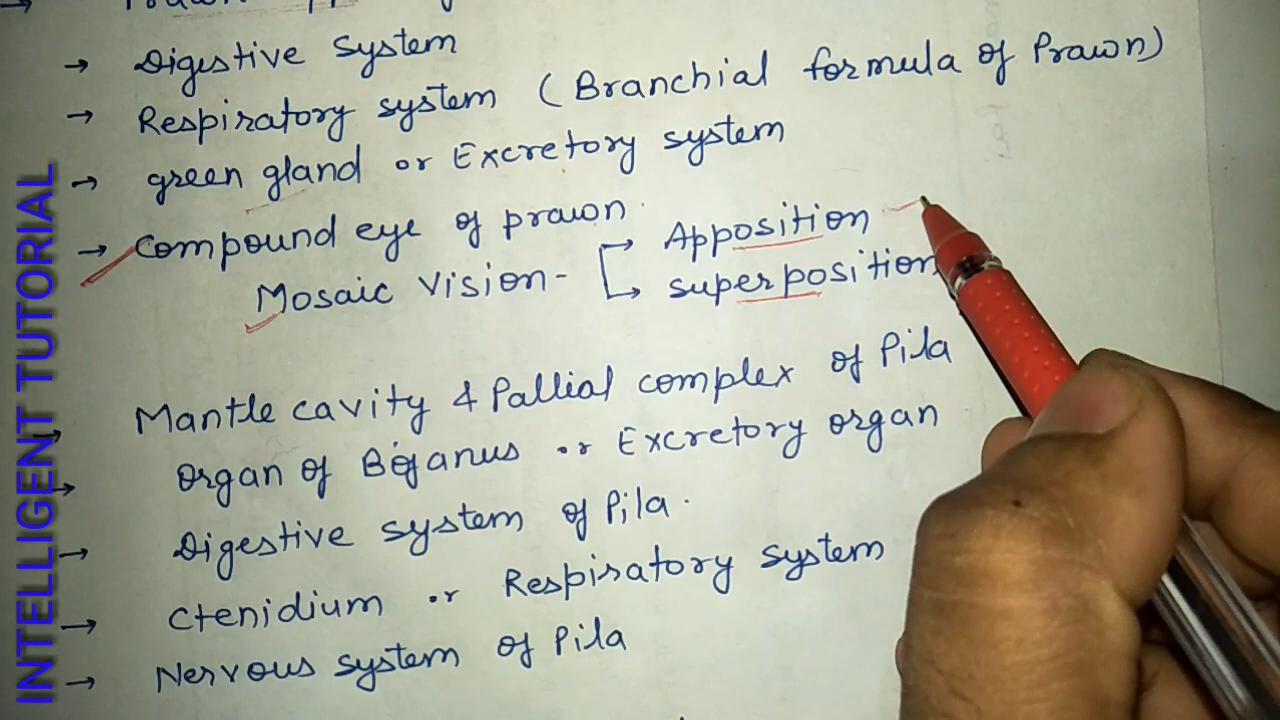 → Digestive system
→ Respiratory system (Branchial formula of Prawn)
→ green gland or Excretory system
→ Compound eye of prawn
Mosaic Vision - → Apposition
→ superposition
→ Mantle cavity & Pallial complex of Pila
→ organ of Bojanus or Excretory organ
→ Digestive system of Pila.
→ Ctenidium or Respiratory system
→ Nervous system of Pila
INTELLIGENT TUTORIAL